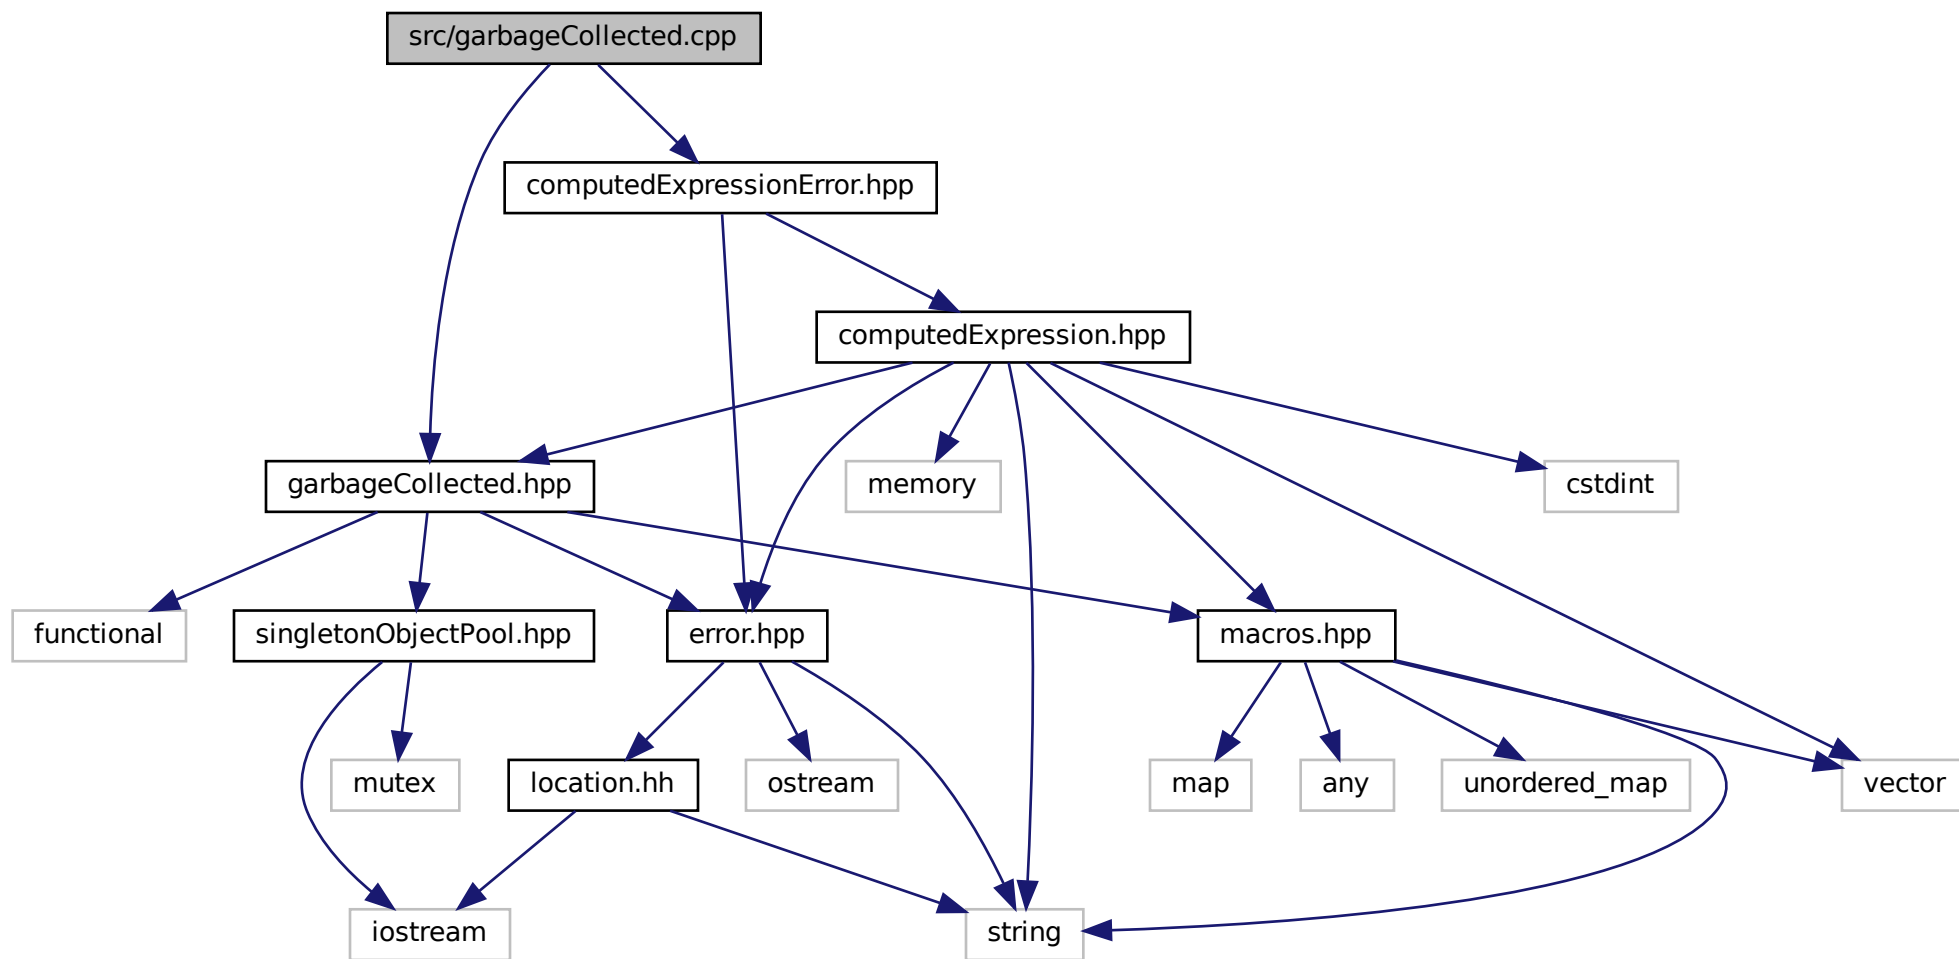 src/garbageCollected.cpp
computedExpressionError.hpp
computedExpression.hpp
garbageCollected.hpp
memory
cstdint
functional
singletonObjectPool.hpp
error.hpp
macros.hpp
mutex
location.hh
ostream
map
any
unordered_map
vector
iostream
string